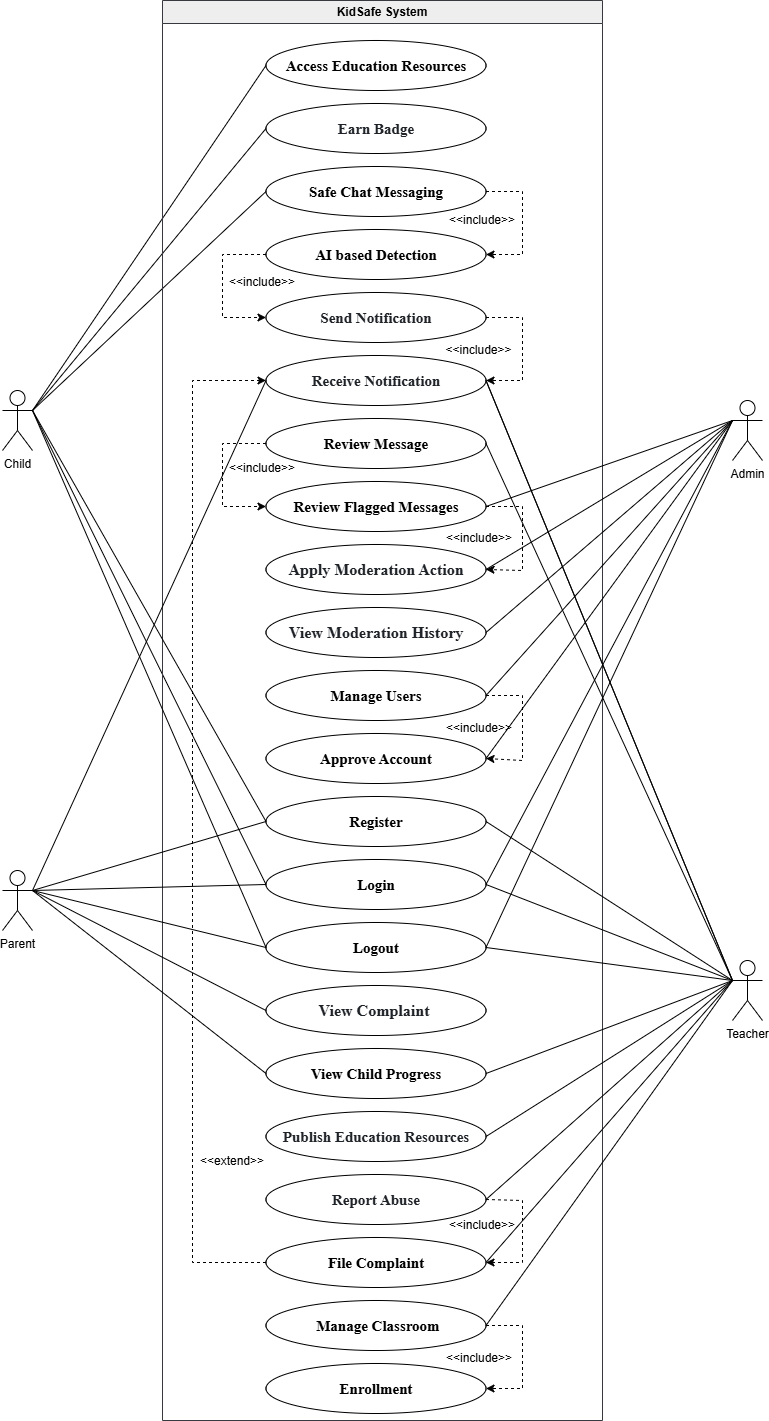 KidSafe System
Access Education Resources
Earn Badge
Safe Chat Messaging
<<include>>
AI based Detection
<<include>>
Send Notification
<<include>>
Receive Notification
Review Message
<<include>>
Child
Admin
Review Flagged Messages
<<include>>
Apply Moderation Action
View Moderation History
Manage Users
<<include>>
Approve Account
Register
Login
Parent
Logout
View Complaint
Teacher
View Child Progress
Publish Education Resources
<<extend>>
Report Abuse
<<include>>
File Complaint
Manage Classroom
<<include>>
Enrollment